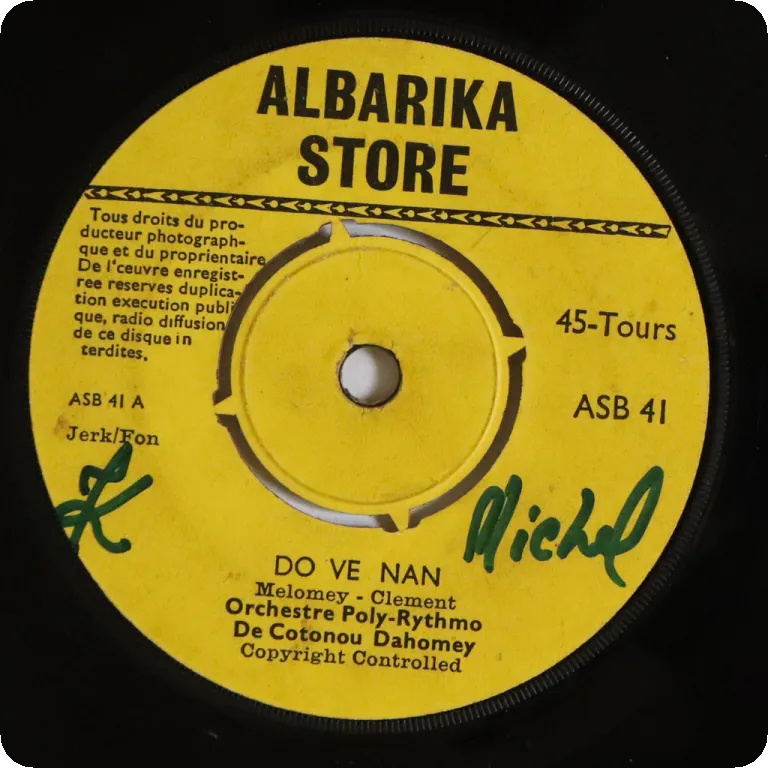 ALBARIKA
STORE
Tous droits du pro-
ducteur photograph-
que et du proprientaire
De l'œuvre enregist-
ree reserves duplica-
tion execution publi
que, radio diffusion
de ce disque in
terdites.
45-Tours
ASB 41 A
ASB 41
Jerk/Fon
K
Michel
DO VE NAN
Melomey - Clement
Orchestre Poly-Rythmo
De Cotonou Dahomey
Copyright Controlled